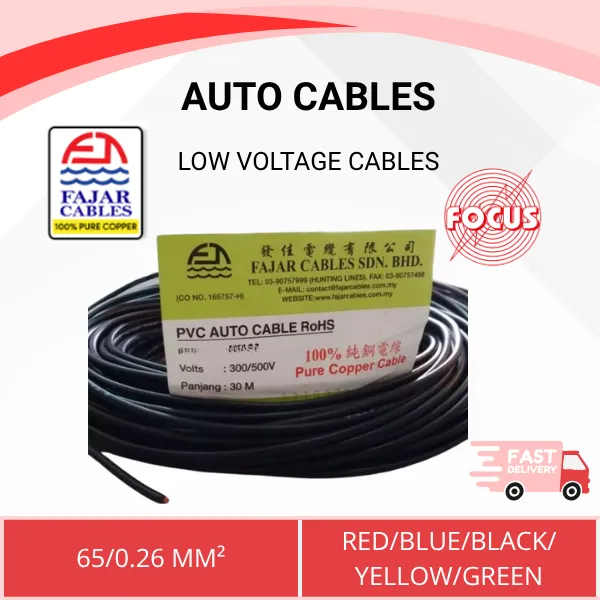 AUTO CABLES
LOW VOLTAGE CABLES
FAJAR
CABLES
100% PURE COPPER
FOCUS
發佳電纜有限公司
FAJAR CABLES SDN. BHD.
TEL: 03-90757999 (HUNTING LINES). FAX: 03-90757488
E-MAIL: contact@fajarcables.com.my
WEBSITE:www.fajarcables.com.my
(CO NO. 165757-H)
PVC AUTO CABLE RoHS
Volts : 300/500V
Panjang : 30 M
100% 純銅電線
Pure Copper Cable
FAST
DELIVERY
65/0.26 MM²
RED/BLUE/BLACK/
YELLOW/GREEN